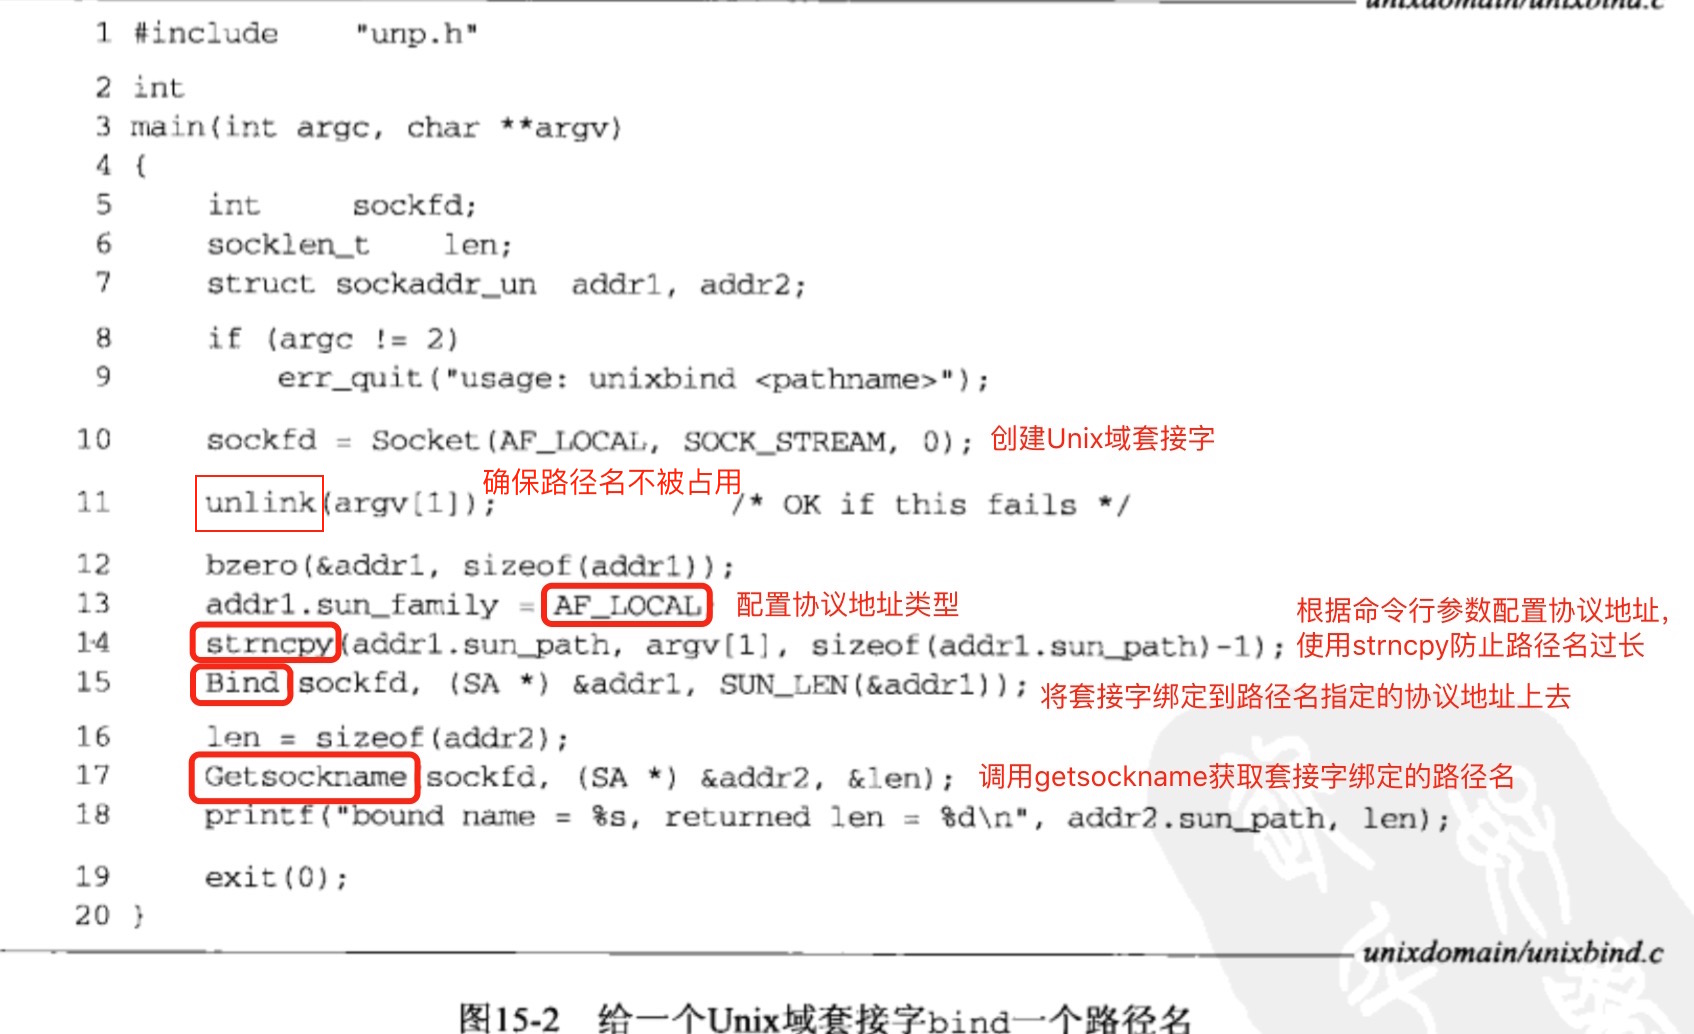 unixdomain/unixbind.c
1 #include "unp.h"
2 int
3 main(int argc, char **argv)
4 {
5 int sockfd;
6 socklen_t len;
7 struct sockaddr_un addr1, addr2;
8 if (argc != 2)
9 err_quit("usage: unixbind <pathname>");
10 sockfd = Socket(AF_LOCAL, SOCK_STREAM, 0); 创建Unix域套接字
确保路径名不被占用
11 unlink(argv[1]); /* OK if this fails */
12 bzero(&addr1, sizeof(addr1));
13 addr1.sun_family = AF_LOCAL 配置协议地址类型
根据命令行参数配置协议地址,
14 strncpy(addr1.sun_path, argv[1], sizeof(addr1.sun_path)-1); 使用strncpy防止路径名过长
15 Bind sockfd, (SA *) &addr1, SUN_LEN(&addr1)); 将套接字绑定到路径名指定的协议地址上去
16 len = sizeof(addr2);
17 Getsockname sockfd, (SA *) &addr2, &len); 调用getsockname获取套接字绑定的路径名
18 printf("bound name = %s, returned len = %d\n", addr2.sun_path, len);
19 exit(0);
20 }
unixdomain/unixbind.c
图15-2 给一个Unix域套接字bind一个路径名